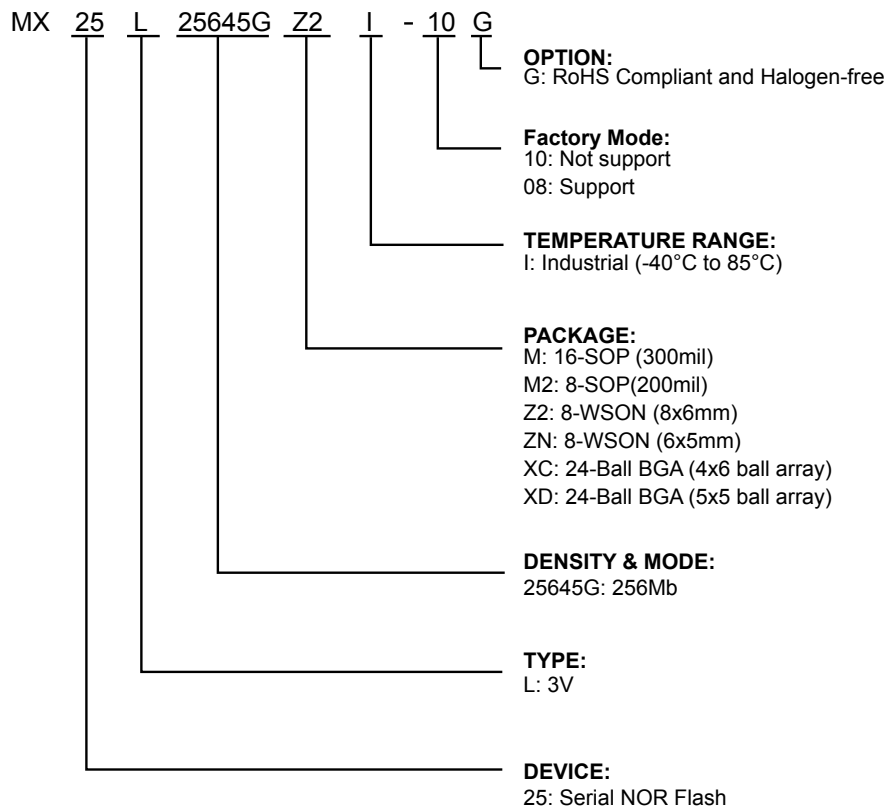 MX 25 L 25645G Z2 I - 10 G
OPTION:
G: RoHS Compliant and Halogen-free
Factory Mode:
10: Not support
08: Support
TEMPERATURE RANGE:
I: Industrial (-40°C to 85°C)
PACKAGE:
M: 16-SOP (300mil)
M2: 8-SOP(200mil)
Z2: 8-WSON (8x6mm)
ZN: 8-WSON (6x5mm)
XC: 24-Ball BGA (4x6 ball array)
XD: 24-Ball BGA (5x5 ball array)
DENSITY & MODE:
25645G: 256Mb
TYPE:
L: 3V
DEVICE:
25: Serial NOR Flash